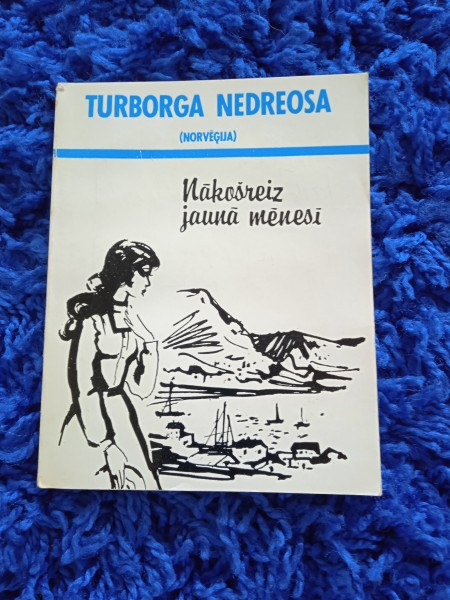 TURBORGA NEDREOSA
(NORVĒĢIJA)
Nākošreiz
jaunā mēnesī